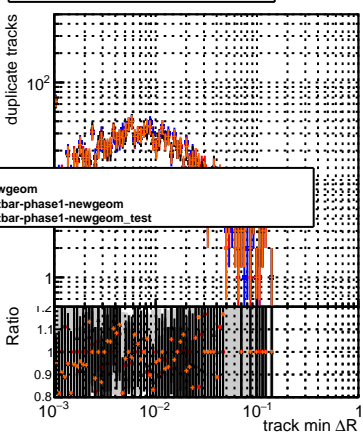 duplicate tracks
10²
wgeom
tbar-phase1-newgeom
tbar-phase1-newgeom_test
1
Ratio
1.2
1.1
1
0.9
0.8
10⁻³
10⁻²
10⁻¹
1
track min ΔR